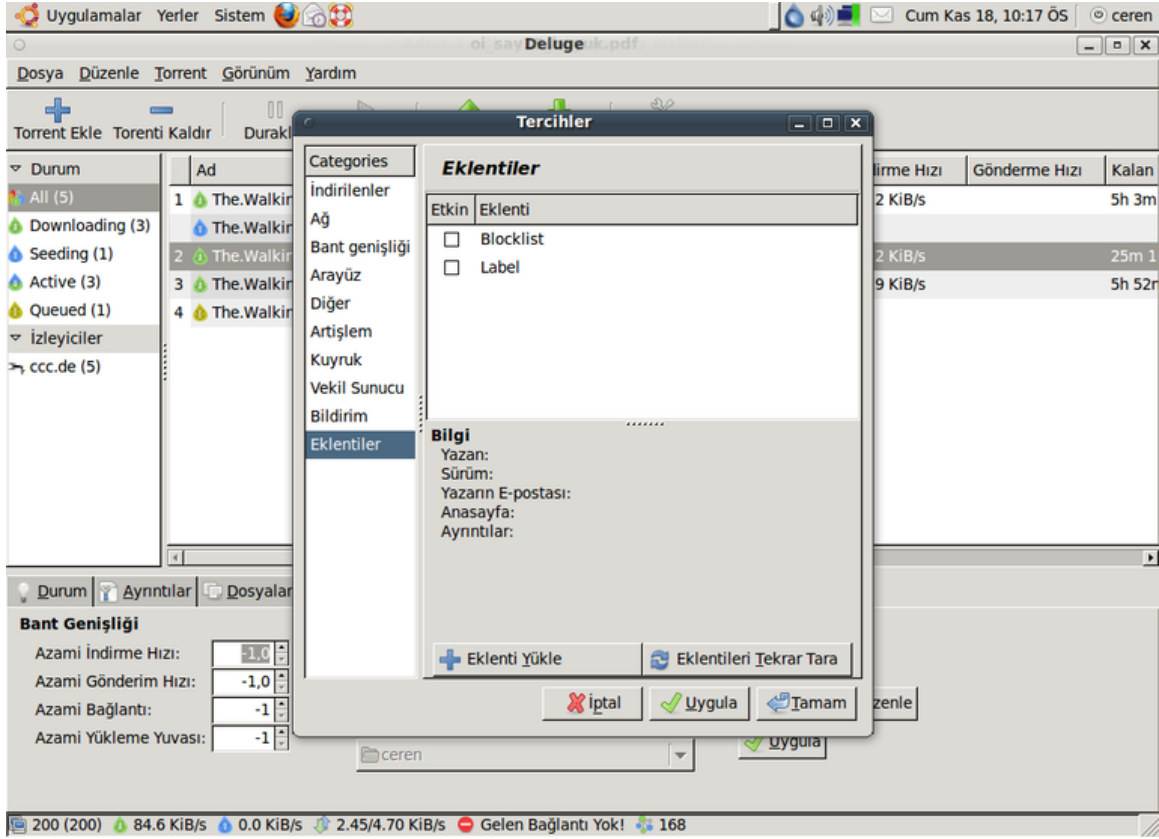 Uygulamalar Yerler Sistem Cum Kas 18, 10:17 ÖS ceren
Deluge
Dosya Düzenle Torrent Görünüm Yardım
Torrent Ekle Torenti Kaldır Durakl
Tercihler
Durum
All (5)
Downloading (3)
Seeding (1)
Active (3)
Queued (1)
İzleyiciler
ccc.de (5)
Ad
1 The.Walkin
The.Walkin
2 The.Walkin
3 The.Walkin
4 The.Walkin
Categories
İndirilenler
Ağ
Bant genişliği
Arayüz
Diğer
Artişlem
Kuyruk
Vekil Sunucu
Bildirim
Eklentiler
Eklentiler
Etkin Eklenti
Blocklist
Label
Bilgi
Yazan:
Sürüm:
Yazarın E-postası:
Anasayfa:
Ayrıntılar:
Eklenti Yükle Eklentileri Tekrar Tara
İptal Uygula Tamam
dirme Hızı Gönderme Hızı Kalan
2 KiB/s 5h 3m
2 KiB/s 25m 1
9 KiB/s 5h 52m
Durum Ayrıntılar Dosyalar
Bant Genişliği
Azami İndirme Hızı: -1,0
Azami Gönderim Hızı: -1,0
Azami Bağlantı: -1
Azami Yükleme Yuvası: -1
zenle
ceren
Uygula
200 (200) 84.6 KiB/s 0.0 KiB/s 2.45/4.70 KiB/s Gelen Bağlantı Yok! 168